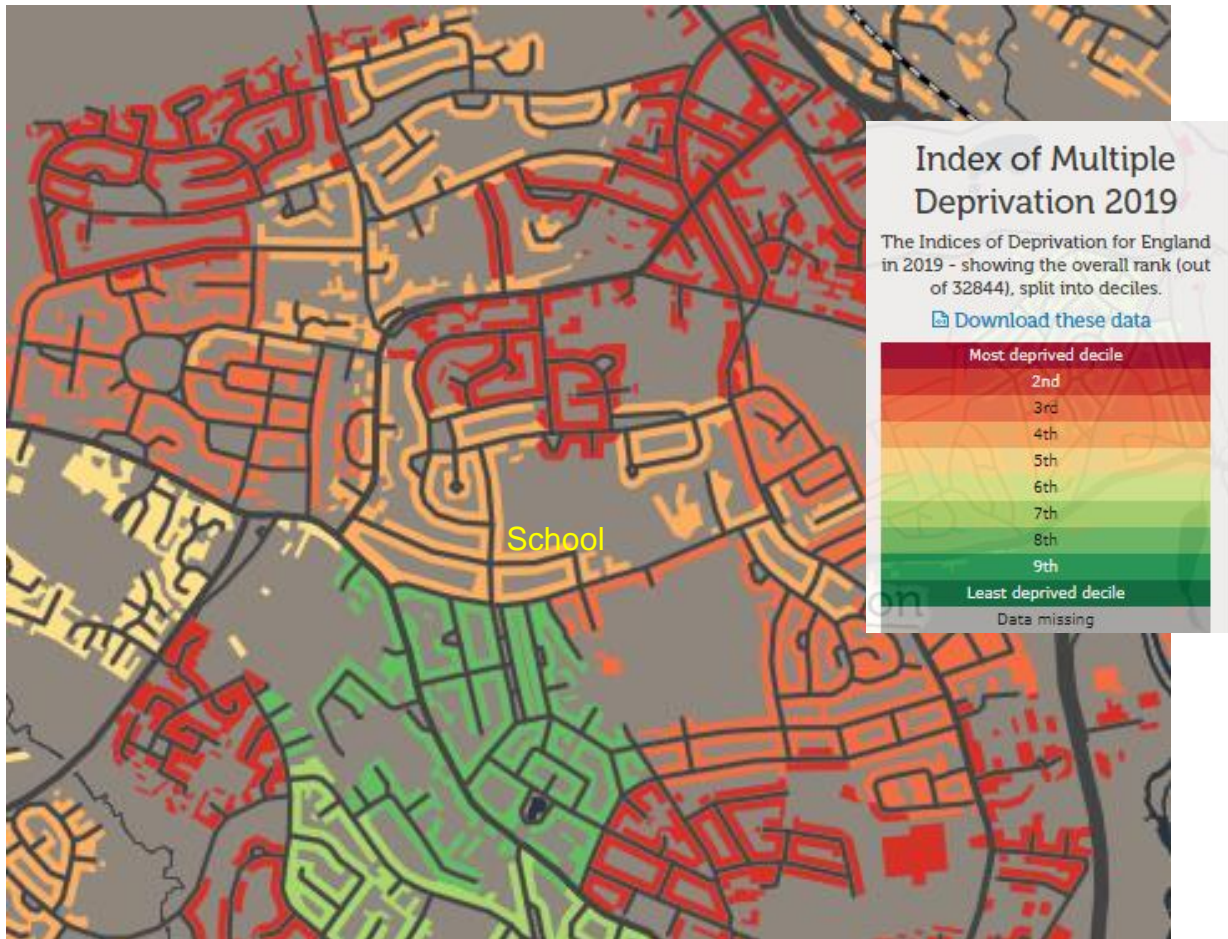 School
Index of Multiple
Deprivation 2019
The Indices of Deprivation for England
in 2019 - showing the overall rank (out
of 32844), split into deciles.
Download these data
Most deprived decile
2nd
3rd
4th
5th
6th
7th
8th
9th
on
Least deprived decile
Data missing